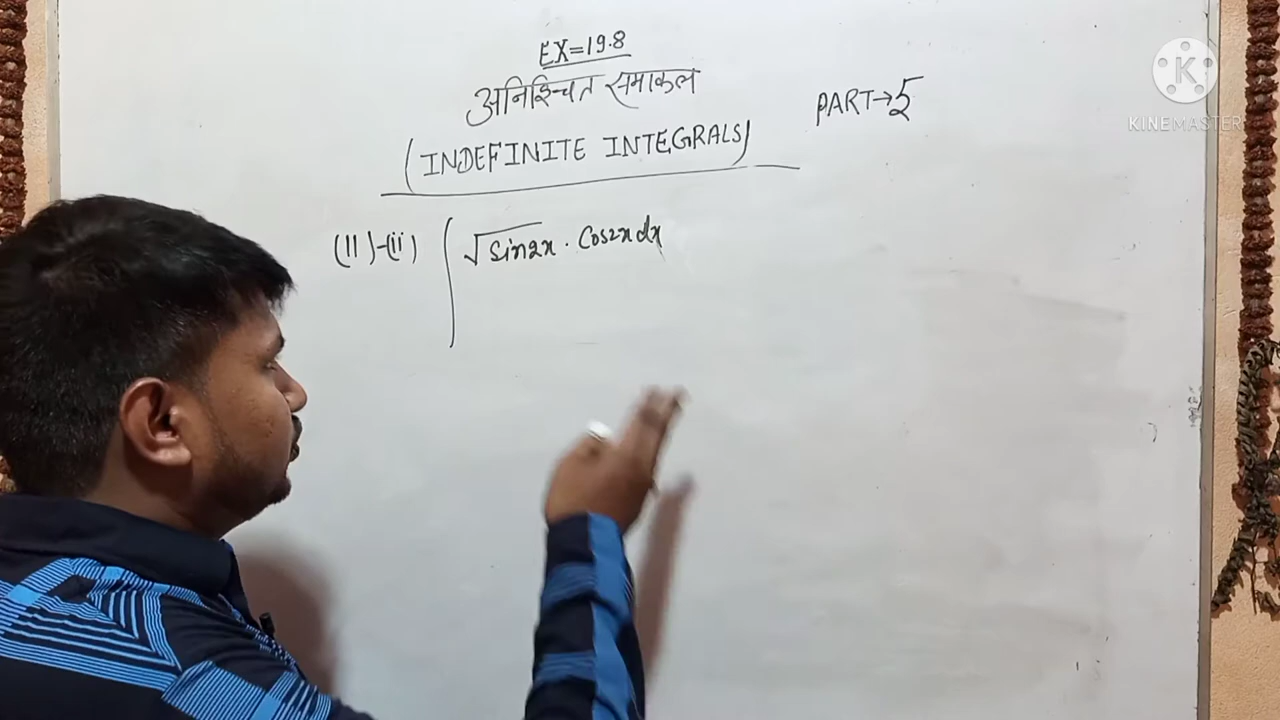 EX=19.8
अनिश्चित समाकल
(INDEFINITE INTEGRALS)
PART→5
(11)-(ii) ∫ √sin2x . cos2x dx
K
KINEMASTER